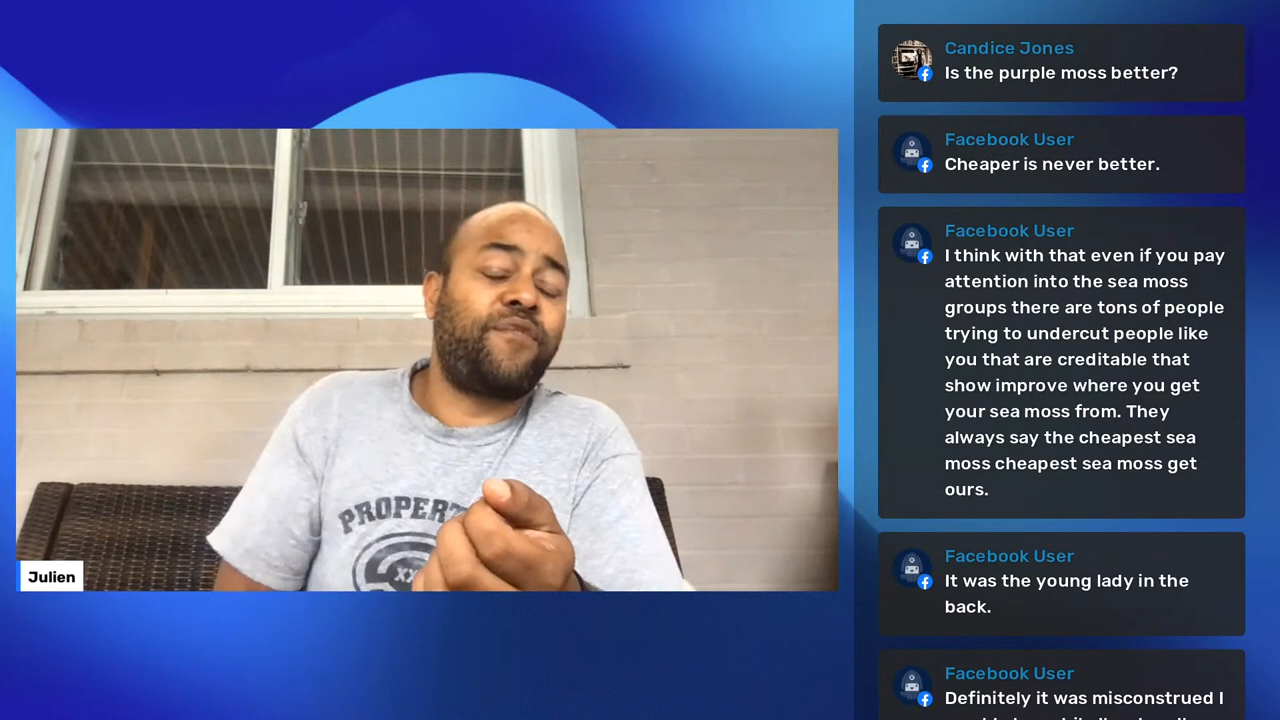 Candice Jones
Is the purple moss better?
Facebook User
Cheaper is never better.
Facebook User
I think with that even if you pay
attention into the sea moss
groups there are tons of people
trying to undercut people like
you that are creditable that
show improve where you get
your sea moss from. They
always say the cheapest sea
moss cheapest sea moss get
ours.
Facebook User
It was the young lady in the
back.
Facebook User
Definitely it was misconstrued I
Julien
XX